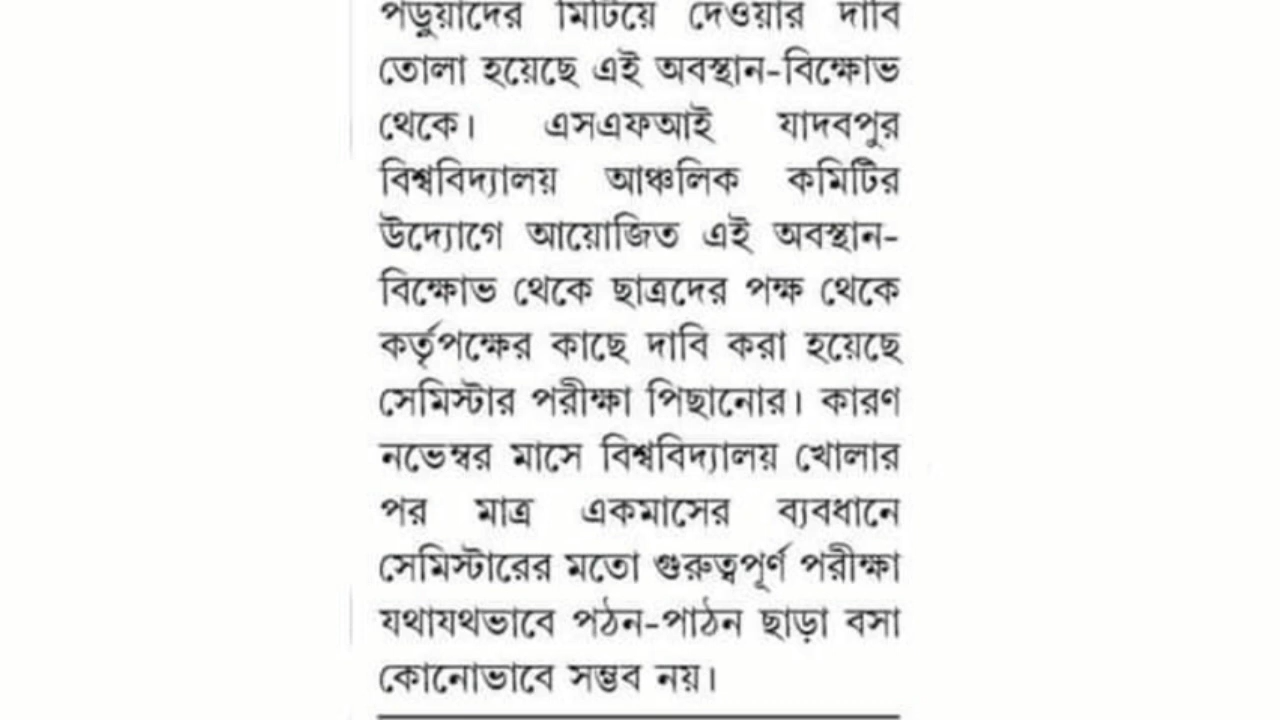 পড়ুয়াদের মিটিয়ে দেওয়ার দাবি
তোলা হয়েছে এই অবস্থান-বিক্ষোভ
থেকে। এসএফআই যাদবপুর
বিশ্ববিদ্যালয় আঞ্চলিক কমিটির
উদ্যোগে আয়োজিত এই অবস্থান-
বিক্ষোভ থেকে ছাত্রদের পক্ষ থেকে
কর্তৃপক্ষের কাছে দাবি করা হয়েছে
সেমিস্টার পরীক্ষা পিছানোর। কারণ
নভেম্বর মাসে বিশ্ববিদ্যালয় খোলার
পর মাত্র একমাসের ব্যবধানে
সেমিস্টারের মতো গুরুত্বপূর্ণ পরীক্ষা
যথাযথভাবে পঠন-পাঠন ছাড়া বসা
কোনোভাবে সম্ভব নয়।